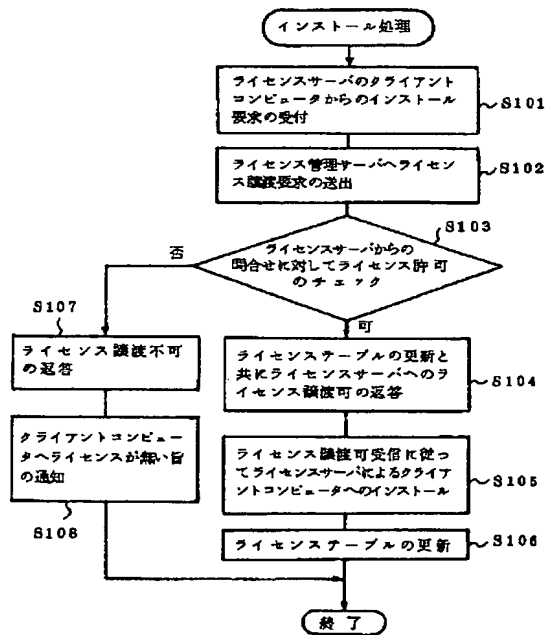 インストール処理
ライセンスサーバのクライアント
コンピュータからのインストール
要求の受付
S101
ライセンス管理サーバへライセン
ス譲渡要求の送出
S102
S103
ライセンスサーバからの
問合せに対してライセンス許可
のチェック
否
可
S107
ライセンス譲渡不可
の返答
ライセンステーブルの更新と
共にライセンスサーバへのラ
イセンス譲渡可の返答
S104
クライアントコンピュー
タへライセンスが無い旨
の通知
S108
ライセンス譲渡可受信に従っ
てライセンスサーバによるクライア
ントコンピュータへのインストール
S105
ライセンステーブルの更新
S106
終了